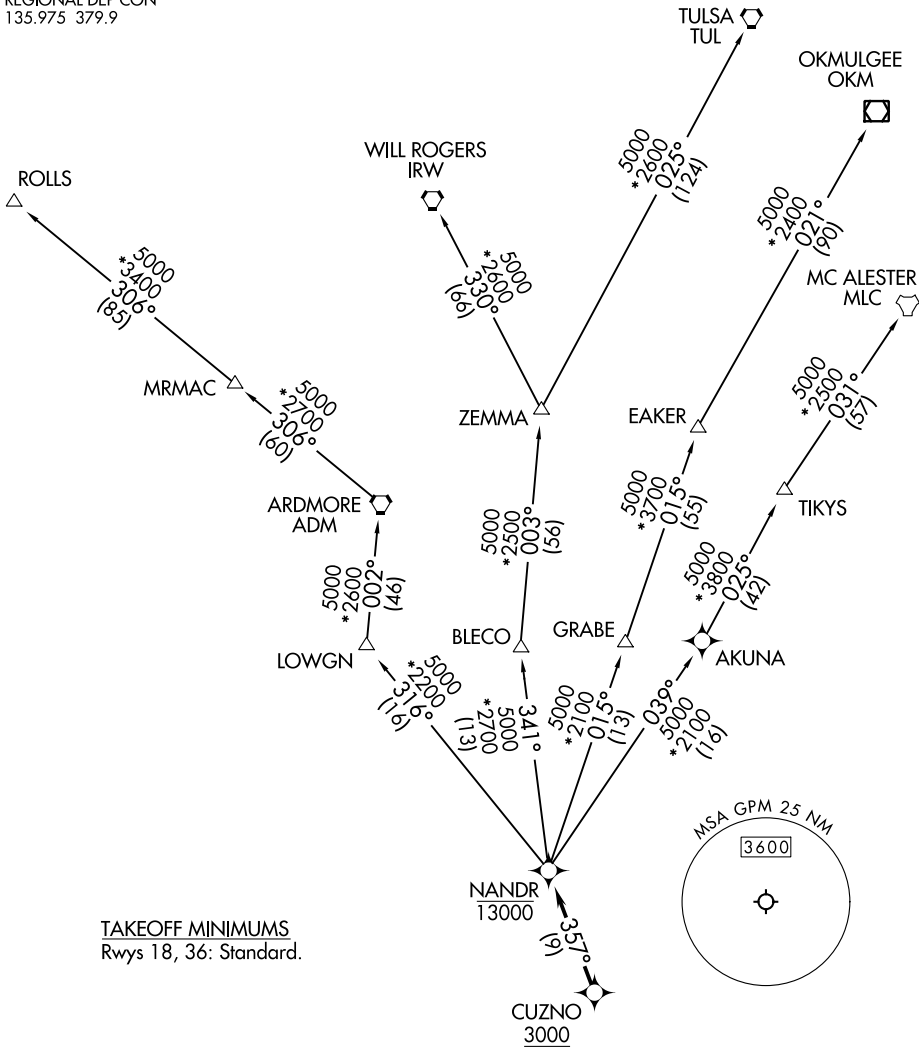 REGIONAL DEP CON
135.975 379.9
TULSA
TUL
OKMULGEE
OKM
WILL ROGERS
IRW
5000
*2600
025°
(124)
ROLLS
5000
*2400
021°
(90)
5000
*2600
330°
(66)
MC ALESTER
MLC
5000
*3400
306°
(85)
MRMAC
5000
*2700
306°
(60)
ZEMMA
EAKER
5000
*2500
031°
(57)
ARDMORE
ADM
5000
*2500
003°
(56)
5000
*3700
015°
(55)
TIKYS
5000
*2600
002°
(46)
5000
*3800
025°
(42)
LOWGN
BLECO
GRABE
AKUNA
5000
*2200
316°
(16)
341°
5000
*2700
(13)
5000
*2100
015°
(13)
039°
5000
*2100
(16)
MSA GPM 25 NM
3600
NANDR
13000
TAKEOFF MINIMUMS
Rwys 18, 36: Standard.
357°
(9)
CUZNO
3000